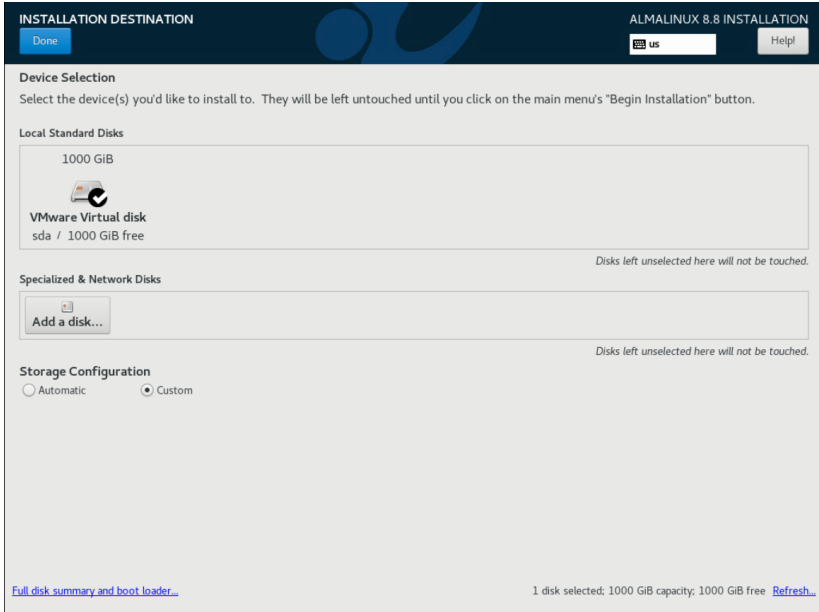 INSTALLATION DESTINATION
Done
ALMALINUX 8.8 INSTALLATION
us
Help!
Device Selection
Select the device(s) you'd like to install to. They will be left untouched until you click on the main menu's "Begin Installation" button.
Local Standard Disks
1000 GiB
VMware Virtual disk
sda / 1000 GiB free
Disks left unselected here will not be touched.
Specialized & Network Disks
Add a disk...
Disks left unselected here will not be touched.
Storage Configuration
Automatic Custom
Full disk summary and boot loader... 1 disk selected; 1000 GiB capacity; 1000 GiB free Refresh...